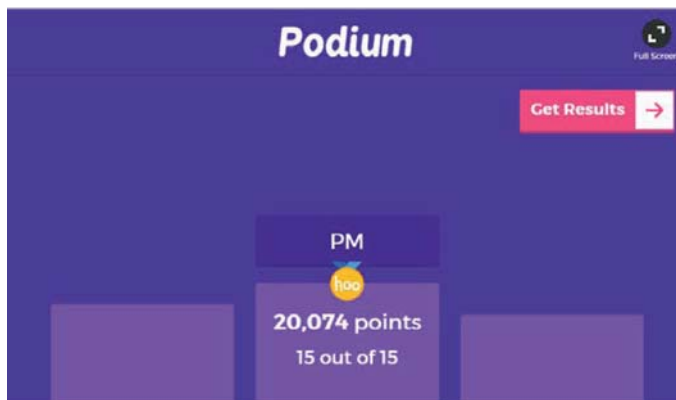 Podium
Full Screen
Get Results
PM
hoo
20,074 points
15 out of 15